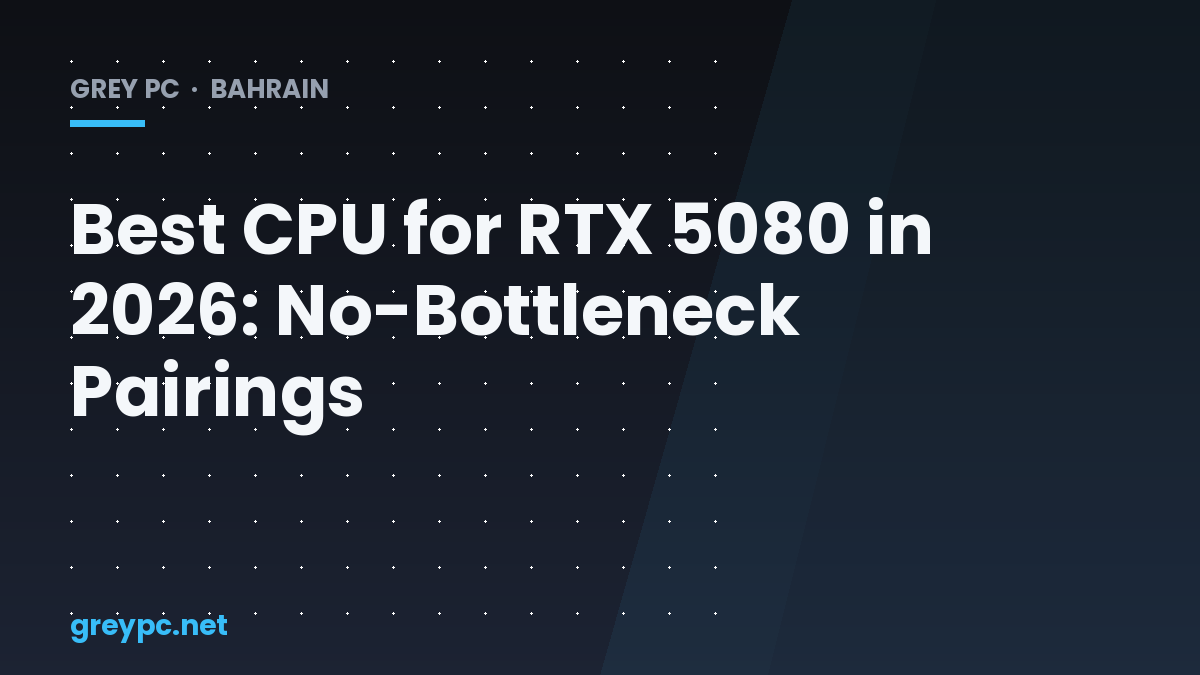 GREY PC · BAHRAIN
Best CPU for RTX 5080 in
2026: No-Bottleneck
Pairings
greypc.net